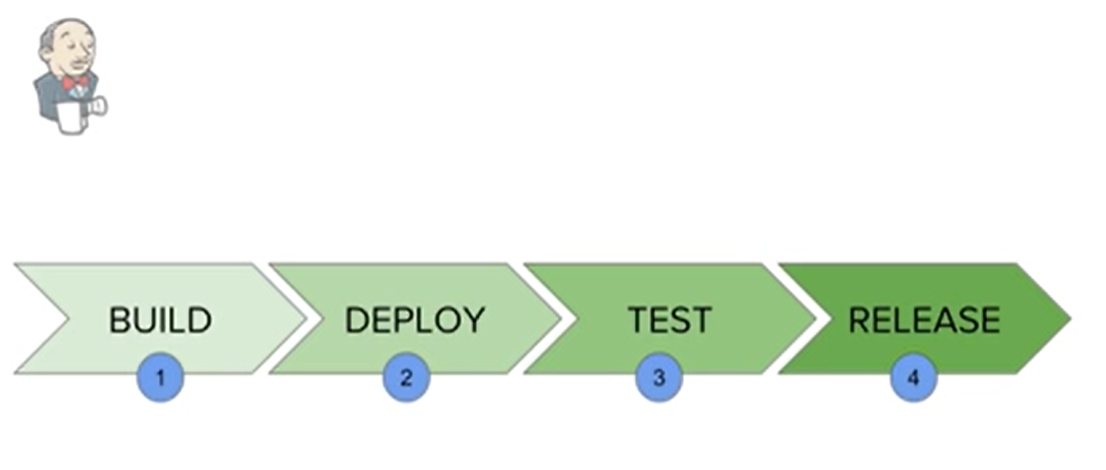 BUILD
DEPLOY
TEST
RELEASE
1
2
3
4